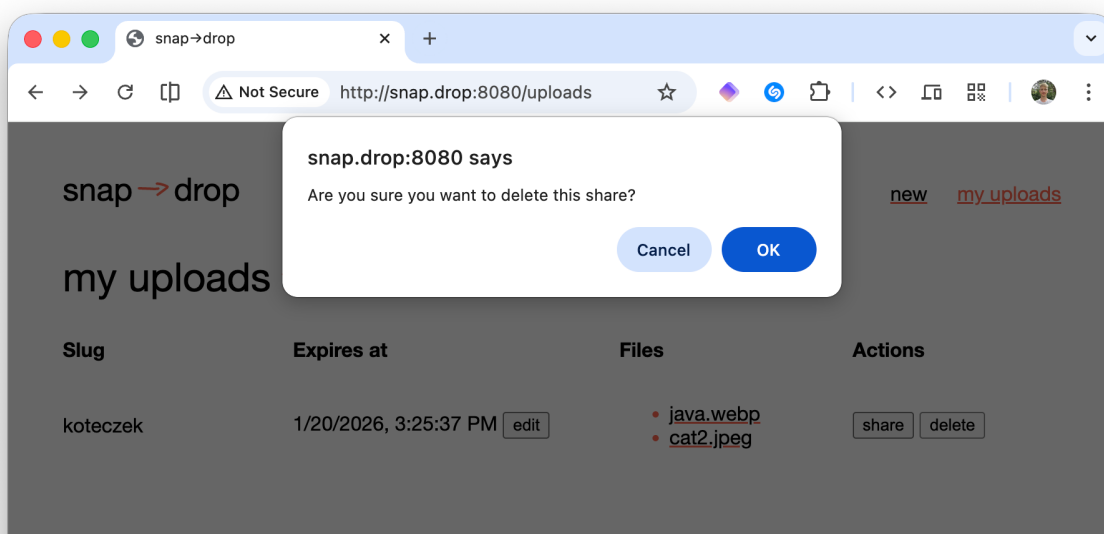 snap→drop
Not Secure http://snap.drop:8080/uploads
snap.drop:8080 says
Are you sure you want to delete this share?
Cancel OK
snap → drop new my uploads
my uploads
Slug Expires at Files Actions
koteczek 1/20/2026, 3:25:37 PM edit java.webp share delete
cat2.jpeg